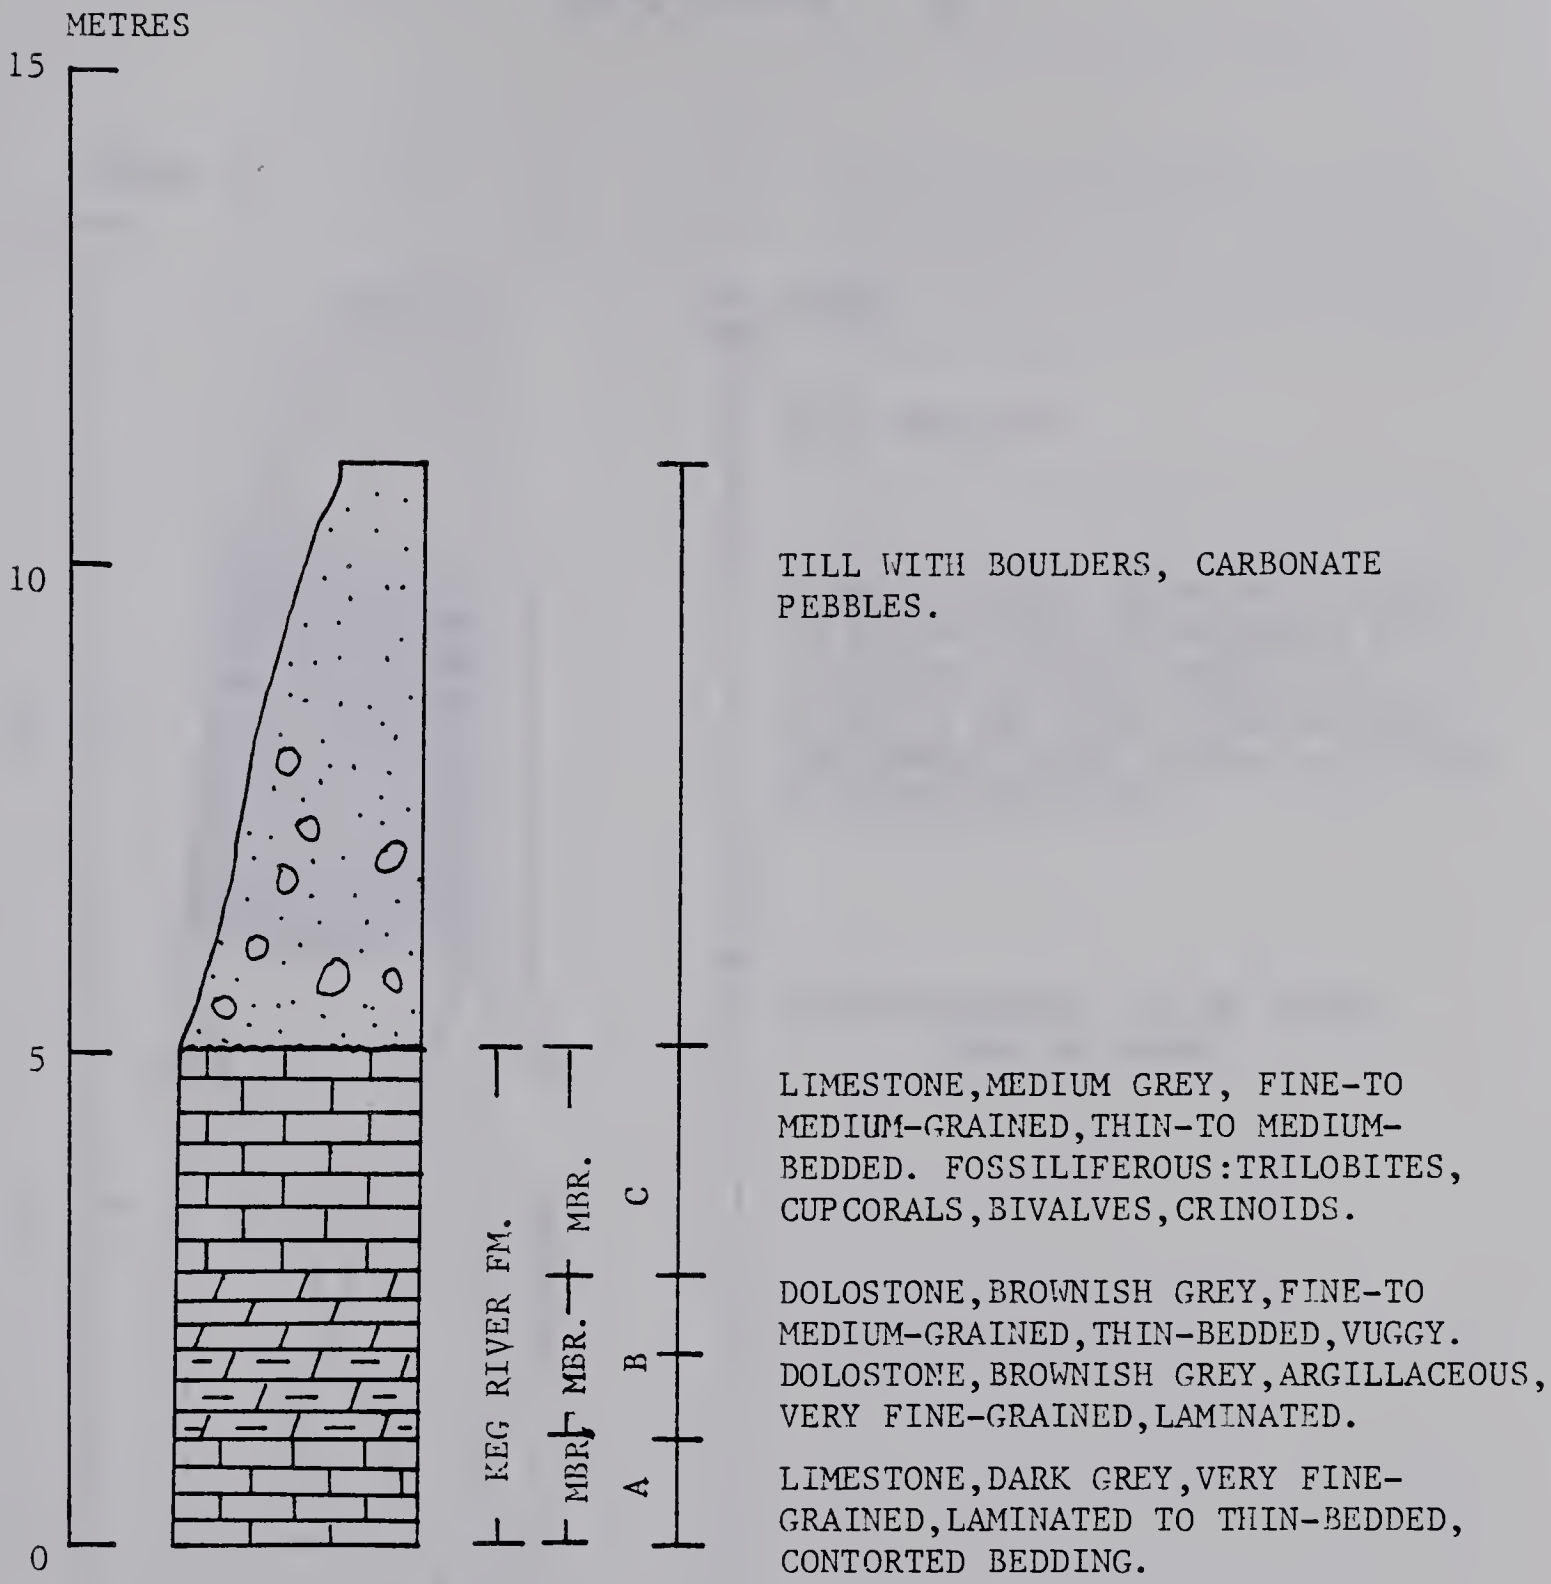 METRES
15
10
5
0
KEG RIVER FM.
MBR.
MBR.
MBR.
C
B
A
TILL WITH BOULDERS, CARBONATE
PEBBLES.
LIMESTONE,MEDIUM GREY, FINE-TO
MEDIUM-GRAINED,THIN-TO MEDIUM-
BEDDED. FOSSILIFEROUS:TRILOBITES,
CUPCORALS,BIVALVES,CRINOIDS.
DOLOSTONE,BROWNISH GREY,FINE-TO
MEDIUM-GRAINED,THIN-BEDDED,VUGGY.
DOLOSTONE,BROWNISH GREY,ARGILLACEOUS,
VERY FINE-GRAINED,LAMINATED.
LIMESTONE,DARK GREY,VERY FINE-
GRAINED,LAMINATED TO THIN-BEDDED,
CONTORTED BEDDING.